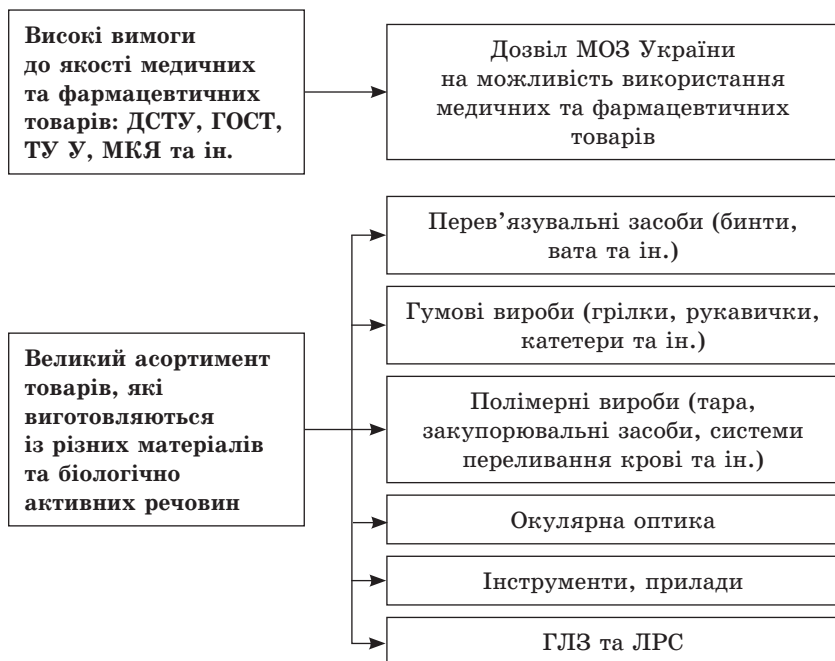 Високі вимоги
до якості медичних
та фармацевтичних
товарів: ДСТУ, ГОСТ,
ТУ У, МКЯ та ін.
Дозвіл МОЗ України
на можливість використання
медичних та фармацевтичних
товарів
Великий асортимент
товарів, які
виготовляються
із різних матеріалів
та біологічно
активних речовин
Перев’язувальні засоби (бинти,
вата та ін.)
Гумові вироби (грілки, рукавички,
катетери та ін.)
Полімерні вироби (тара,
закупорювальні засоби, системи
переливання крові та ін.)
Окулярна оптика
Інструменти, прилади
ГЛЗ та ЛРС